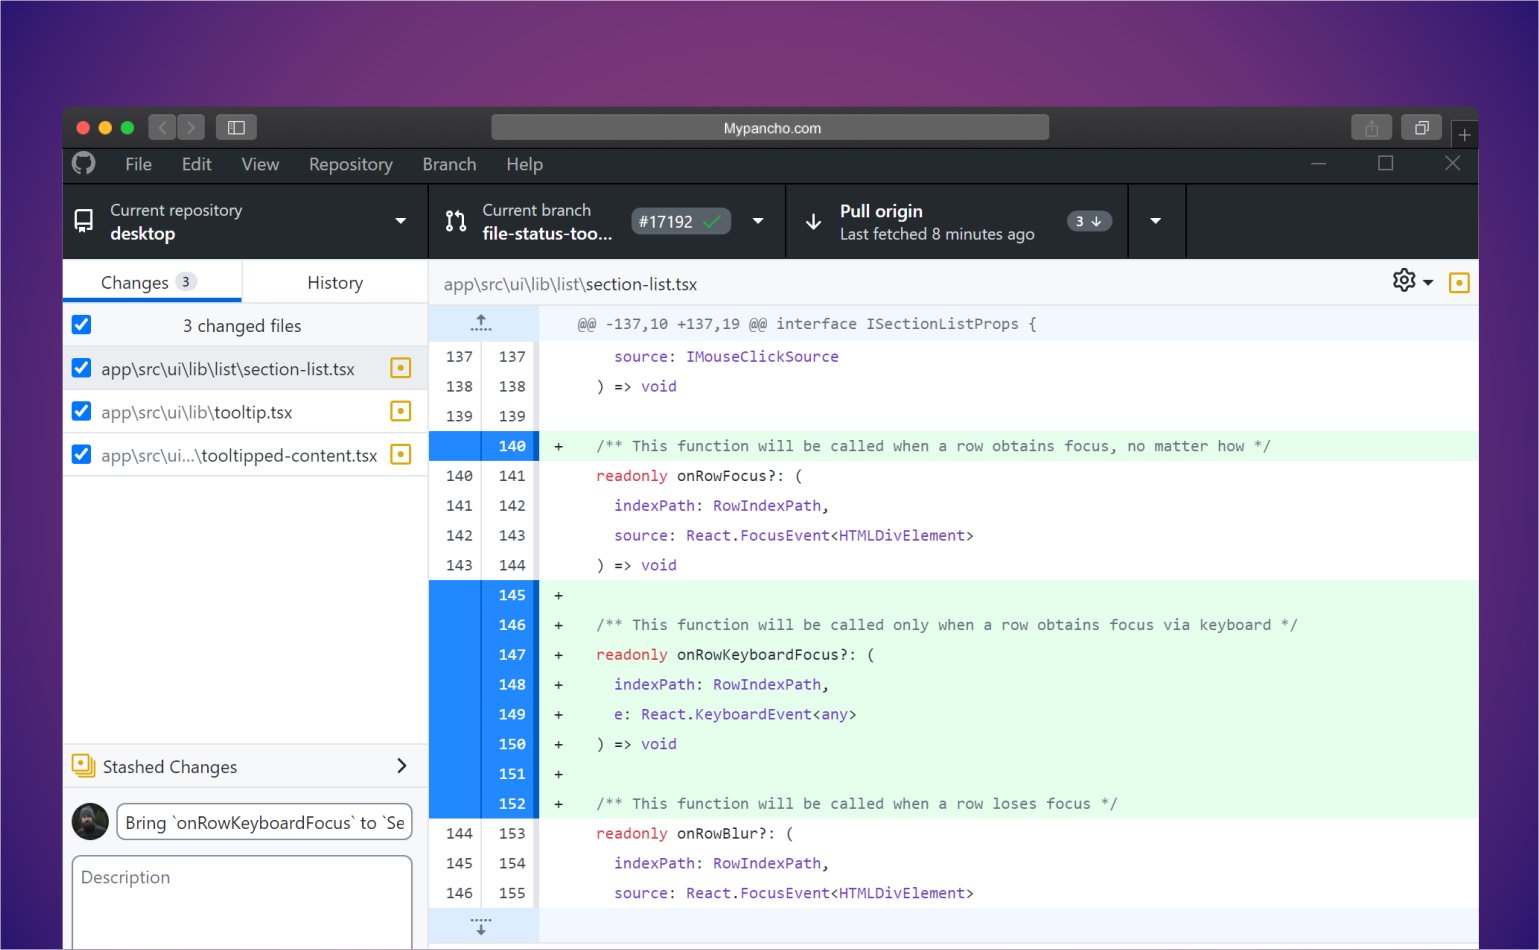 Mypancho.com
File Edit View Repository Branch Help
Current repository
desktop
Current branch
file-status-too...
#17192
Pull origin
Last fetched 8 minutes ago
3
Changes 3
History
3 changed files
app\src\ui\lib\list\section-list.tsx
app\src\ui\lib\tooltip.tsx
app\src\ui...\tooltipped-content.tsx
Stashed Changes
Bring `onRowKeyboardFocus` to `Se
Description
app\src\ui\lib\list\section-list.tsx
@@ -137,10 +137,19 @@ interface ISectionListProps {
137 137 source: IMouseClickSource
138 138 ) => void
139 139
140 + /** This function will be called when a row obtains focus, no matter how */
140 141 readonly onRowFocus?: (
141 142 indexPath: RowIndexPath,
142 143 source: React.FocusEvent<HTMLDivElement>
143 144 ) => void
145 +
146 + /** This function will be called only when a row obtains focus via keyboard */
147 + readonly onRowKeyboardFocus?: (
148 + indexPath: RowIndexPath,
149 + e: React.KeyboardEvent<any>
150 + ) => void
151 +
152 + /** This function will be called when a row loses focus */
144 153 readonly onRowBlur?: (
145 154 indexPath: RowIndexPath,
146 155 source: React.FocusEvent<HTMLDivElement>